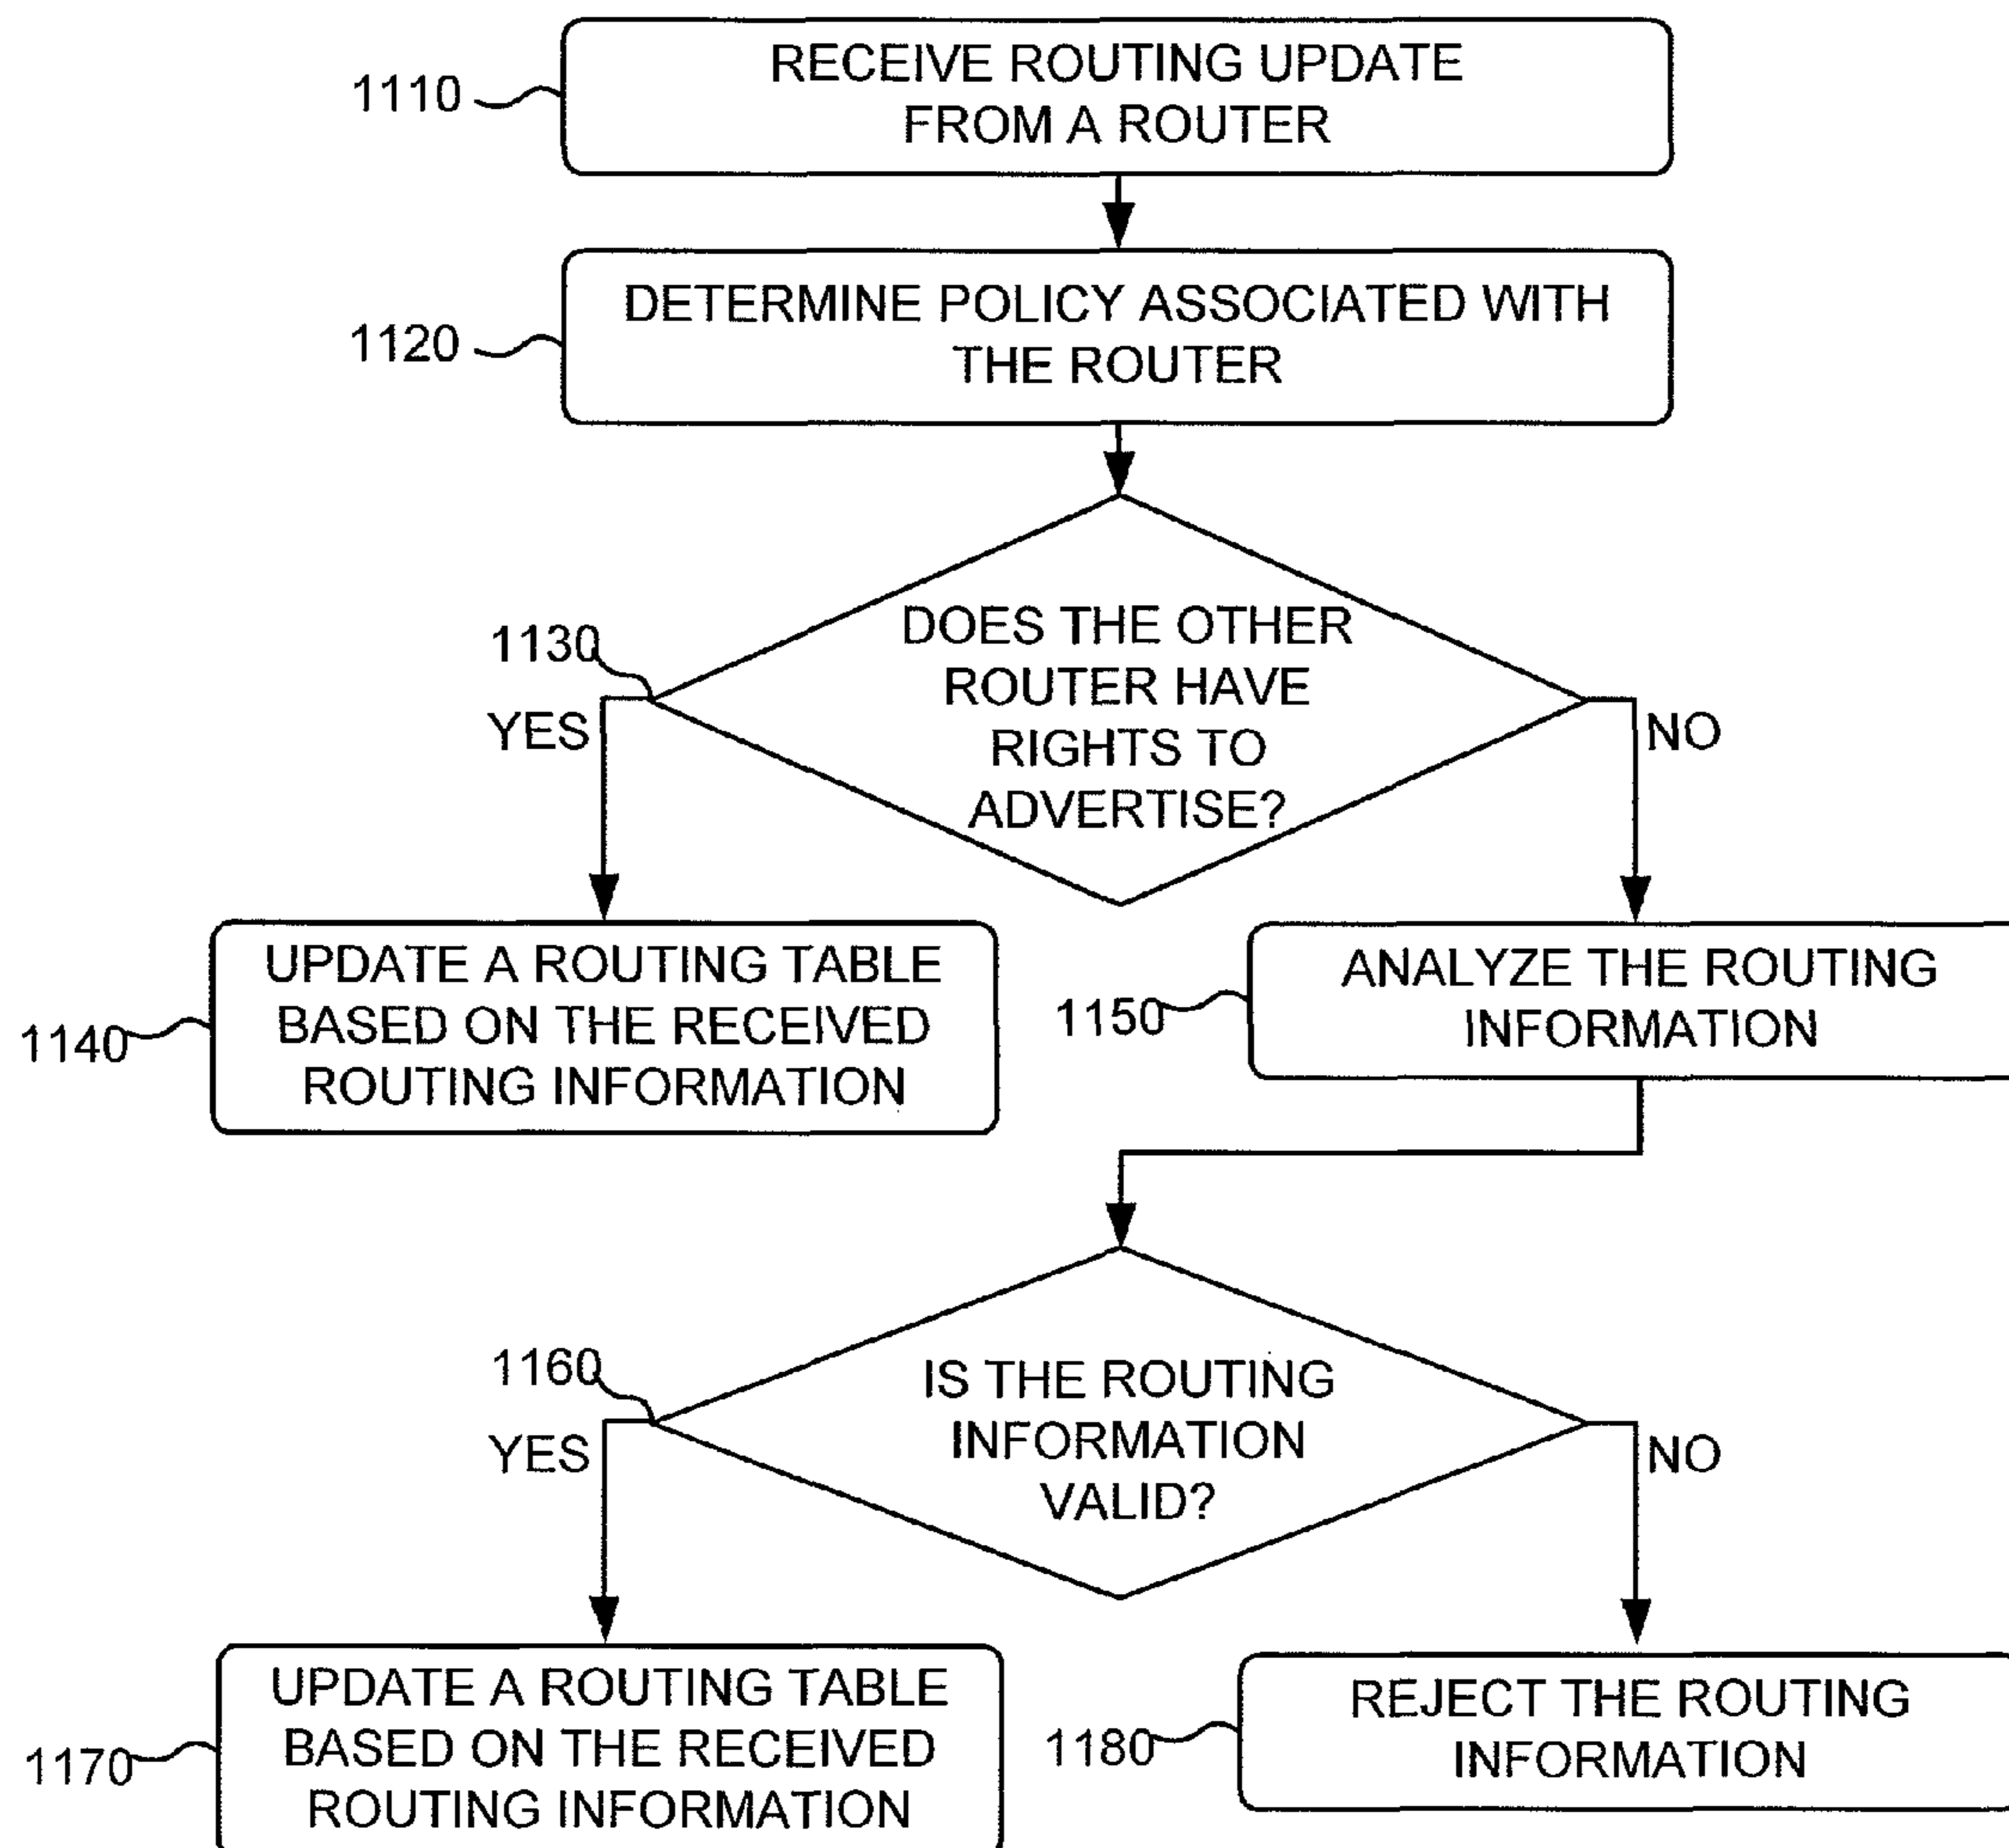 RECEIVE ROUTING UPDATE
FROM A ROUTER
1110
DETERMINE POLICY ASSOCIATED WITH
THE ROUTER
1120
DOES THE OTHER
ROUTER HAVE
RIGHTS TO
ADVERTISE?
1130
YES
NO
UPDATE A ROUTING TABLE
BASED ON THE RECEIVED
ROUTING INFORMATION
1140
ANALYZE THE ROUTING
INFORMATION
1150
IS THE ROUTING
INFORMATION
VALID?
1160
YES
NO
UPDATE A ROUTING TABLE
BASED ON THE RECEIVED
ROUTING INFORMATION
1170
REJECT THE ROUTING
INFORMATION
1180